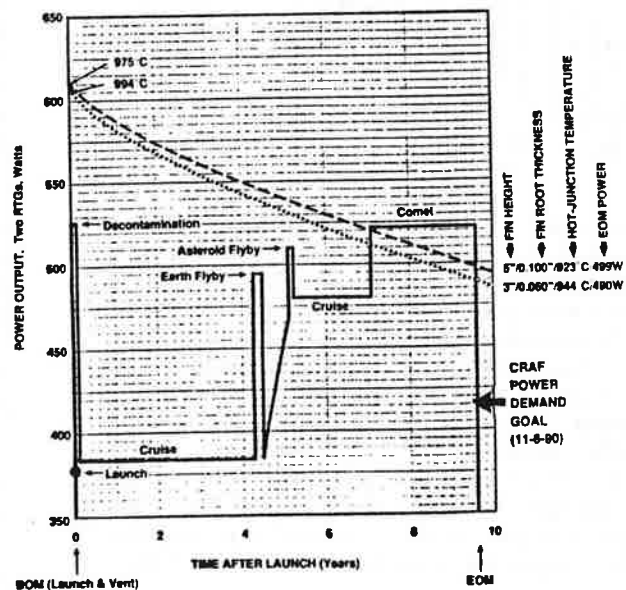 650
600
550
500
450
400
350
POWER OUTPUT, Two RTGs, Watts
975 C
994 C
Decontamination
Comet
Asteroid Flyby
Earth Flyby
Cruise
Cruise
Launch
0
2
4
6
8
10
TIME AFTER LAUNCH (Years)
BOM (Launch & Vent)
EOM
FIN HEIGHT
FIN ROOT THICKNESS
HOT-JUNCTION TEMPERATURE
EOM POWER
5"/0.100"/923°C/499W
3"/0.060"/944 C/490W
CRAF
POWER
DEMAND
GOAL
(11-6-90)